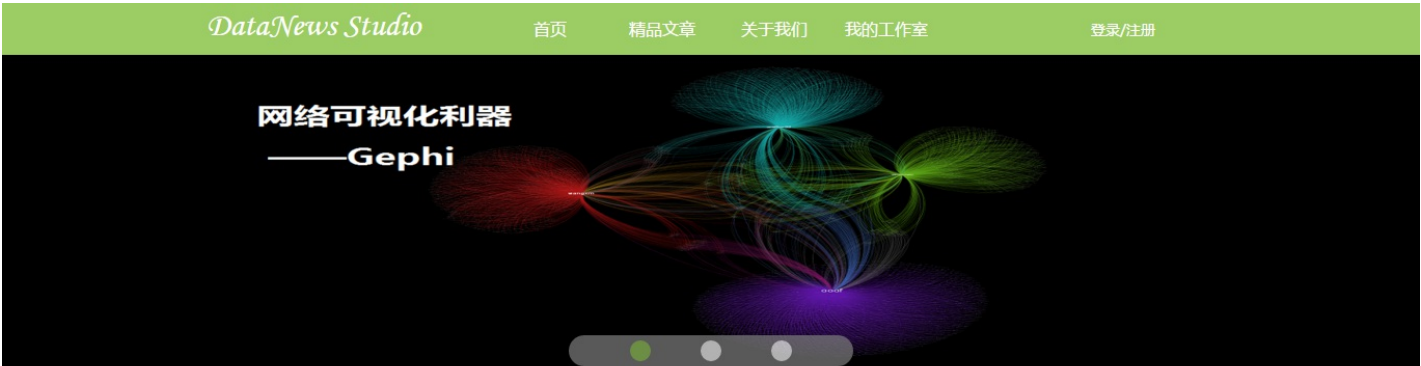 DataNews Studio
首页
精品文章
关于我们
我的工作室
登录/注册
网络可视化利器
——Gephi